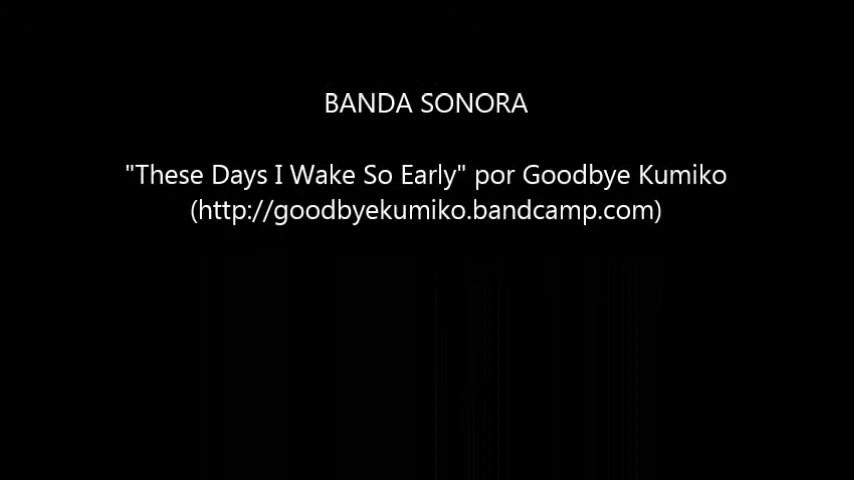 BANDA SONORA
"These Days I Wake So Early" por Goodbye Kumiko
(http://goodbyekumiko.bandcamp.com)